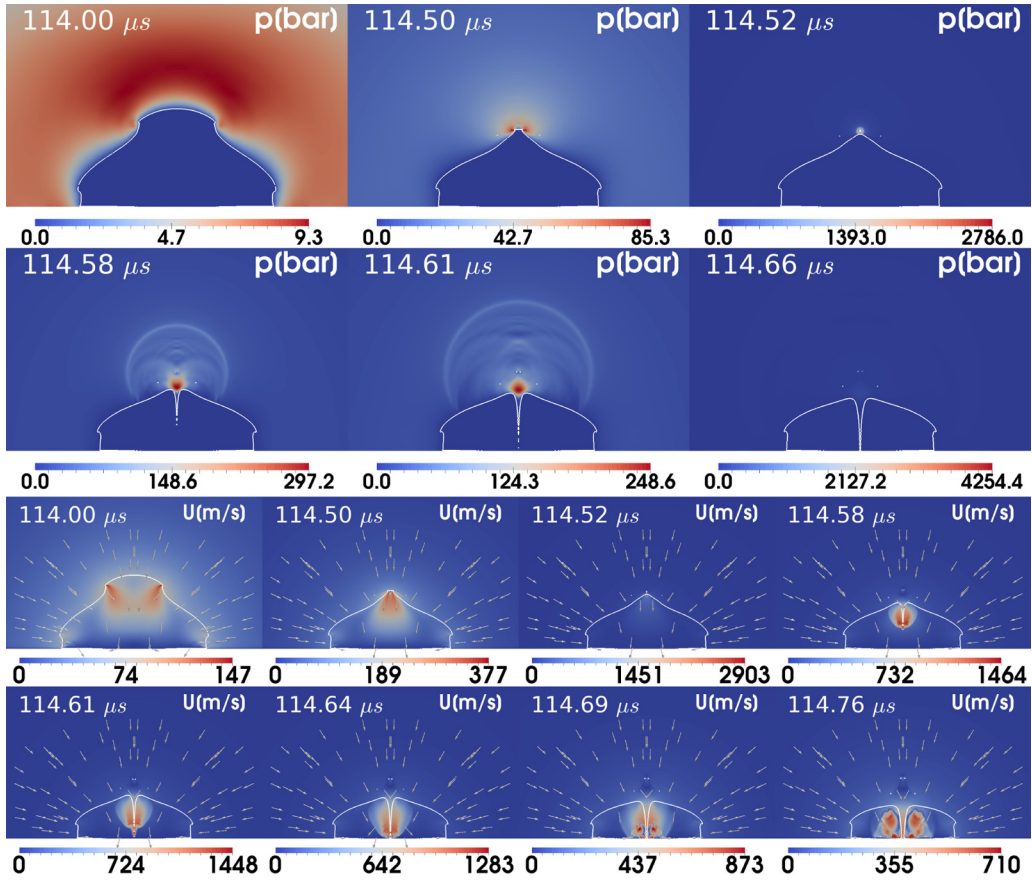 114.00 μs p(bar) 114.50 μs p(bar) 114.52 μs p(bar)
0.0 4.7 9.3 0.0 42.7 85.3 0.0 1393.0 2786.0
114.58 μs p(bar) 114.61 μs p(bar) 114.66 μs p(bar)
0.0 148.6 297.2 0.0 124.3 248.6 0.0 2127.2 4254.4
114.00 μs U(m/s) 114.50 μs U(m/s) 114.52 μs U(m/s) 114.58 μs U(m/s)
0 74 147 0 189 377 0 1451 2903 0 732 1464
114.61 μs U(m/s) 114.64 μs U(m/s) 114.69 μs U(m/s) 114.76 μs U(m/s)
0 724 1448 0 642 1283 0 437 873 0 355 710